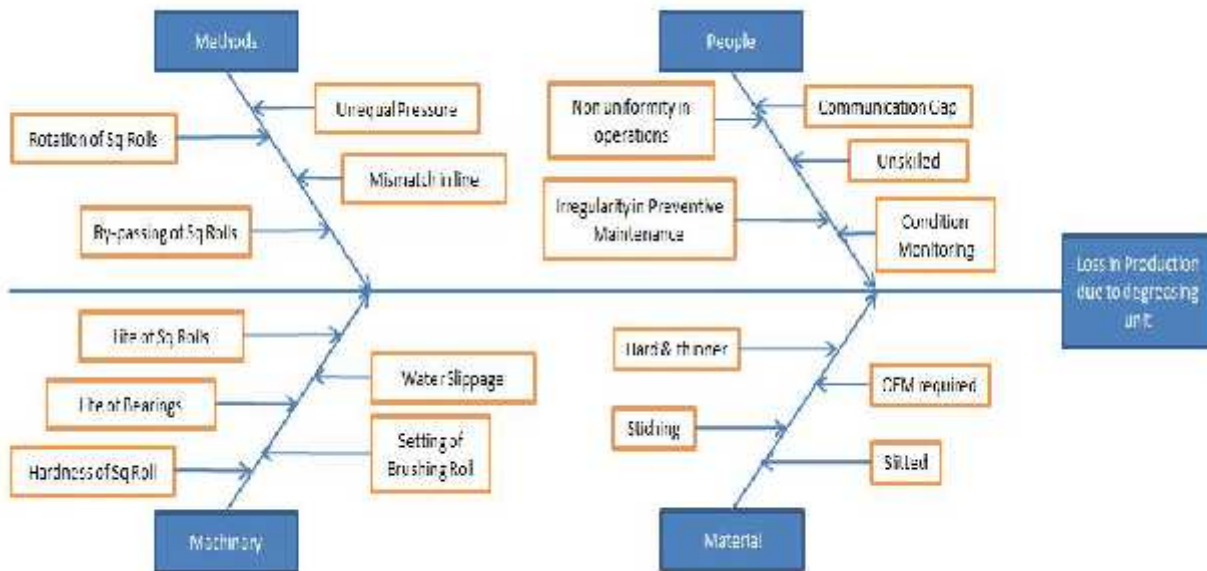 Methods
People
Unequal Pressure
Non uniformity in
operations
Communication Gap
Rotation of Sq Rolls
Unskilled
Mismatch in line
Irregularity in Preventive
Maintenance
By-passing of Sq Rolls
Condition
Monitoring
Loss in Production
due to degreasing
unit
Life of Sq Rolls
Hard & thinner
Water Slippage
OEM required
Life of Bearings
Stiching
Setting of
Brushing Roll
Hardness of Sq Roll
Slitted
Machinary
Material